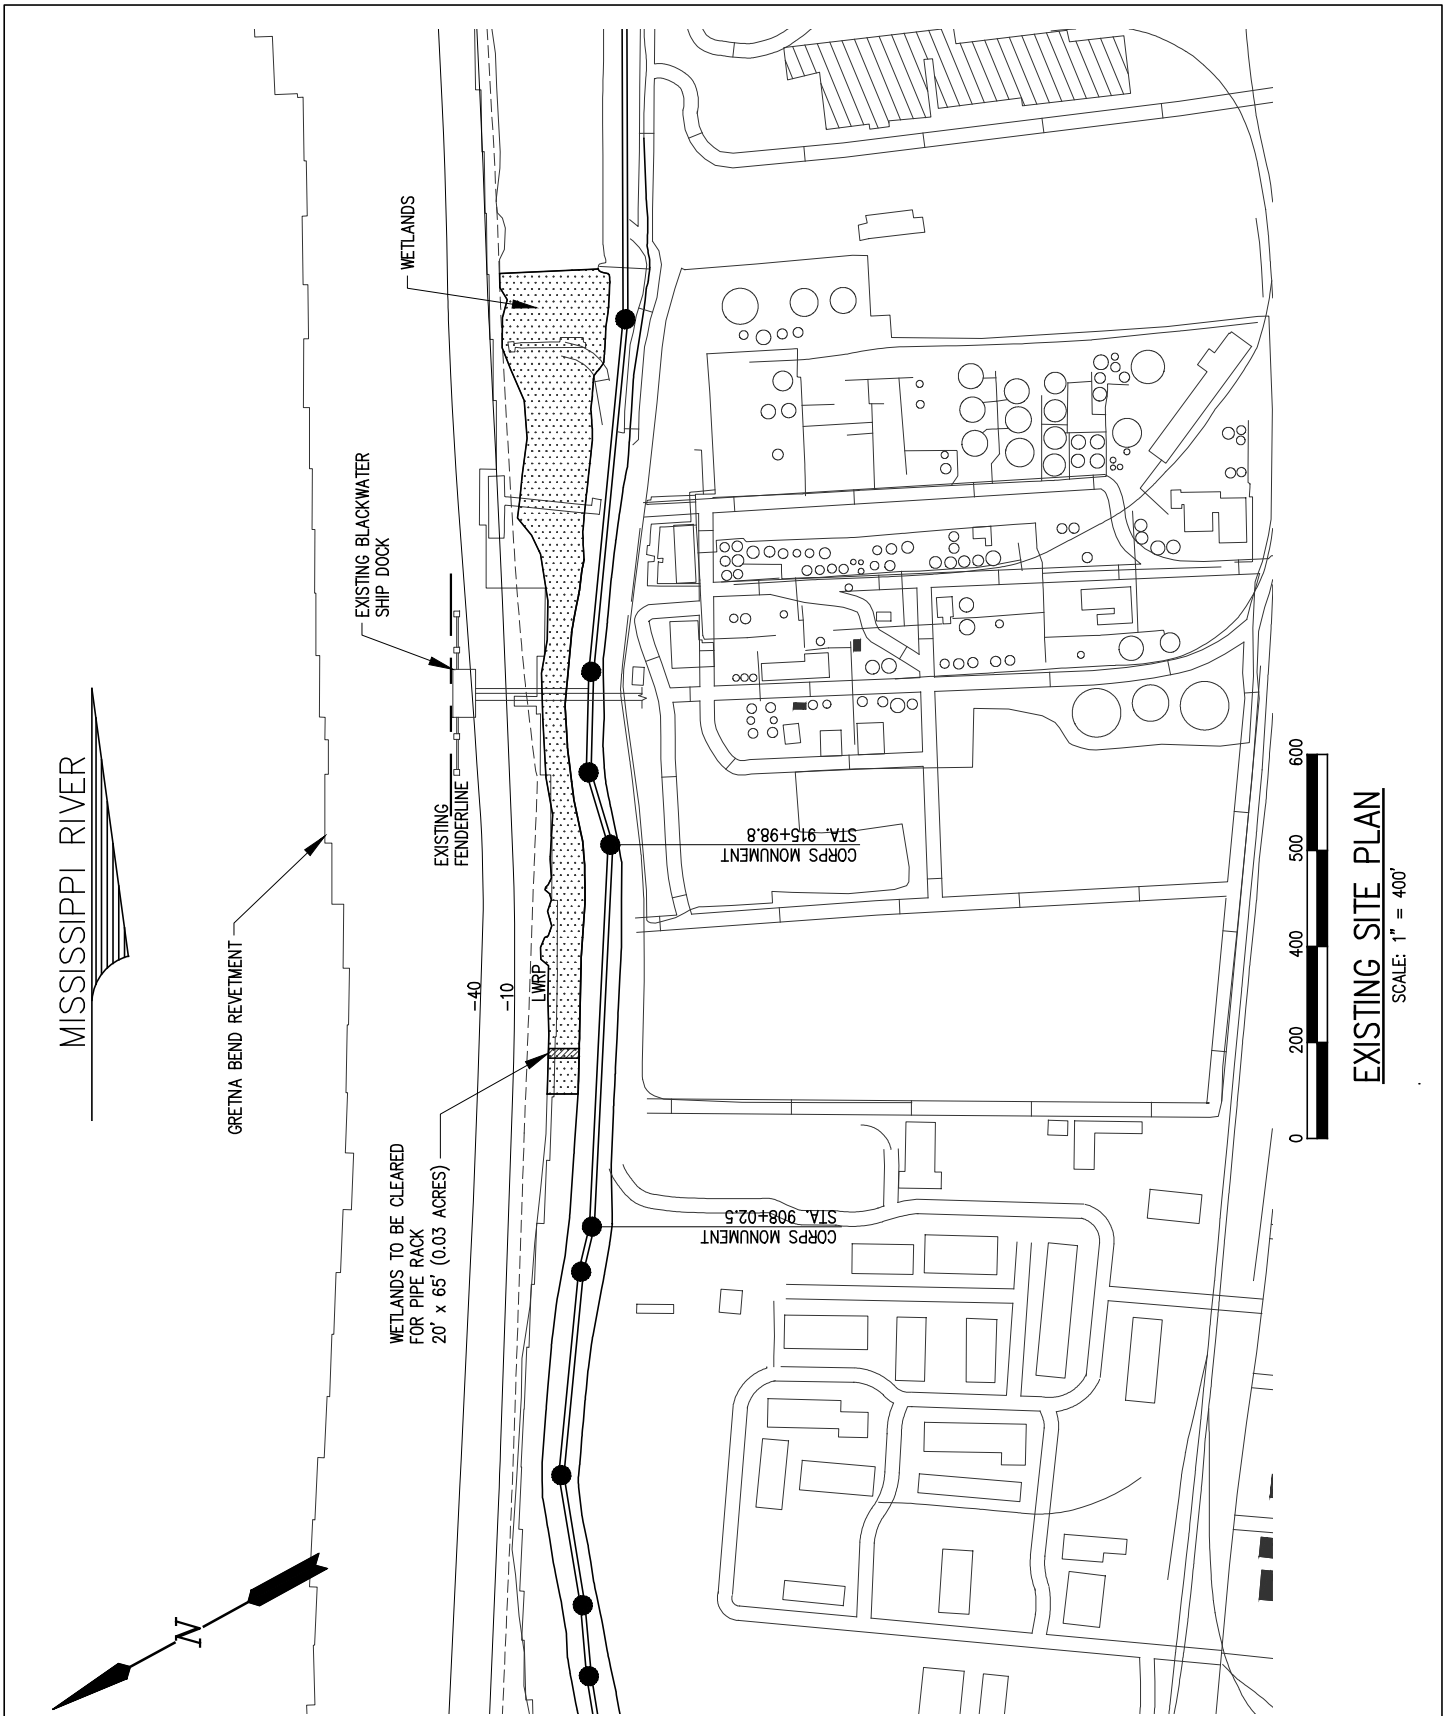 MISSISSIPPI RIVER
GRETNA BEND REVETMENT
WETLANDS
EXISTING BLACKWATER
SHIP DOCK
EXISTING
FENDERLINE
-40
-10
LWRP
WETLANDS TO BE CLEARED
FOR PIPE RACK
20' x 65' (0.03 ACRES)
CORPS MONUMENT
STA. 915+98.8
CORPS MONUMENT
STA. 908+02.5
N
0 200 400 500 600
EXISTING SITE PLAN
SCALE: 1" = 400'